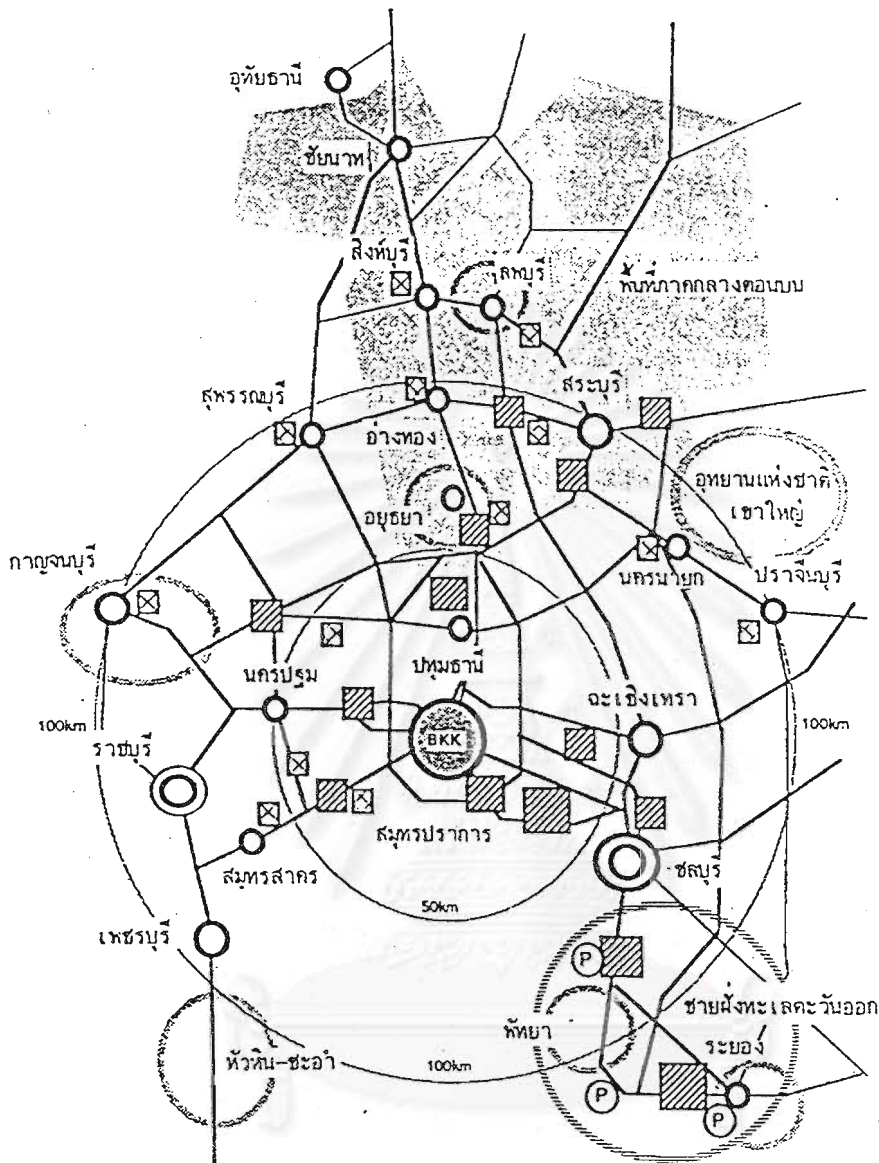 อุทัยธานี
ชัยนาท
สิงห์บุรี
ลพบุรี
พื้นที่ภาคกลางตอนบน
สระบุรี
สุพรรณบุรี
อ่างทอง
อุทยานแห่งชาติ
เขาใหญ่
อยุธยา
กาญจนบุรี
นครนายก
ปราจีนบุรี
นครปฐม
ปทุมธานี
ฉะเชิงเทรา
100km
BKK
100km
ราชบุรี
สมุทรปราการ
ชลบุรี
สมุทรสาคร
50km
เพชรบุรี
P
ชายฝั่งทะเลตะวันออก
พัทยา
ระยอง
หัวหิน-ชะอำ
100km
P
P